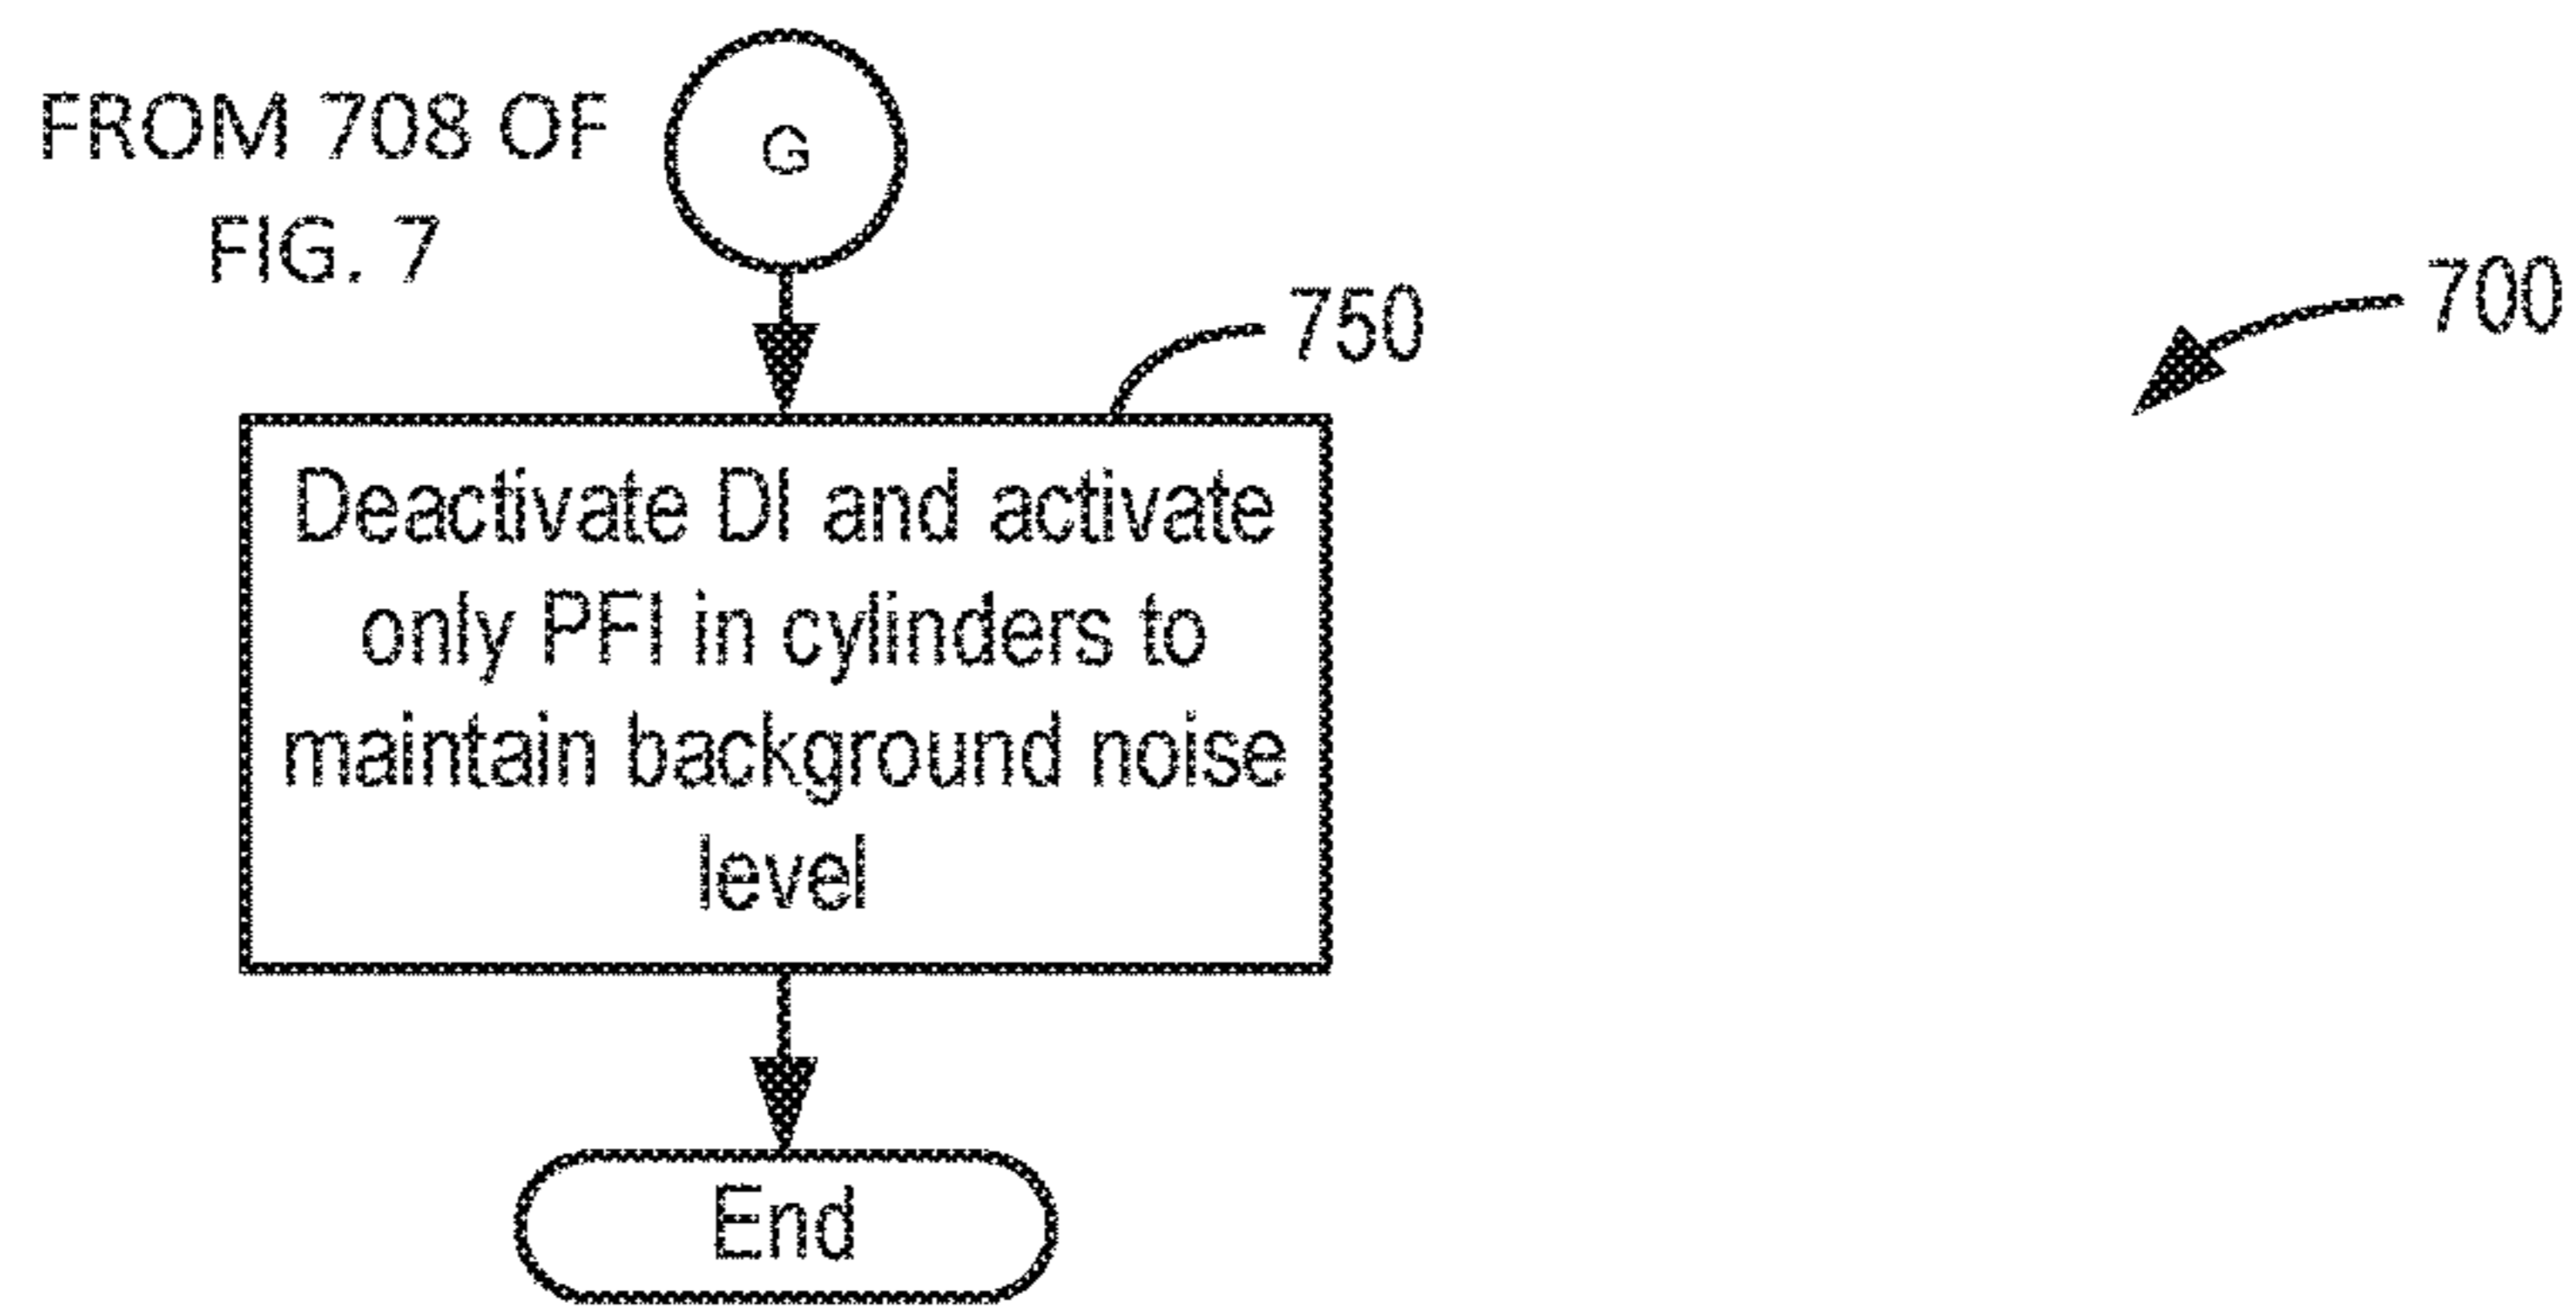 FROM 708 OF
FIG. 7
G
750
700
Deactivate DI and activate
only PFI in cylinders to
maintain background noise
level
End